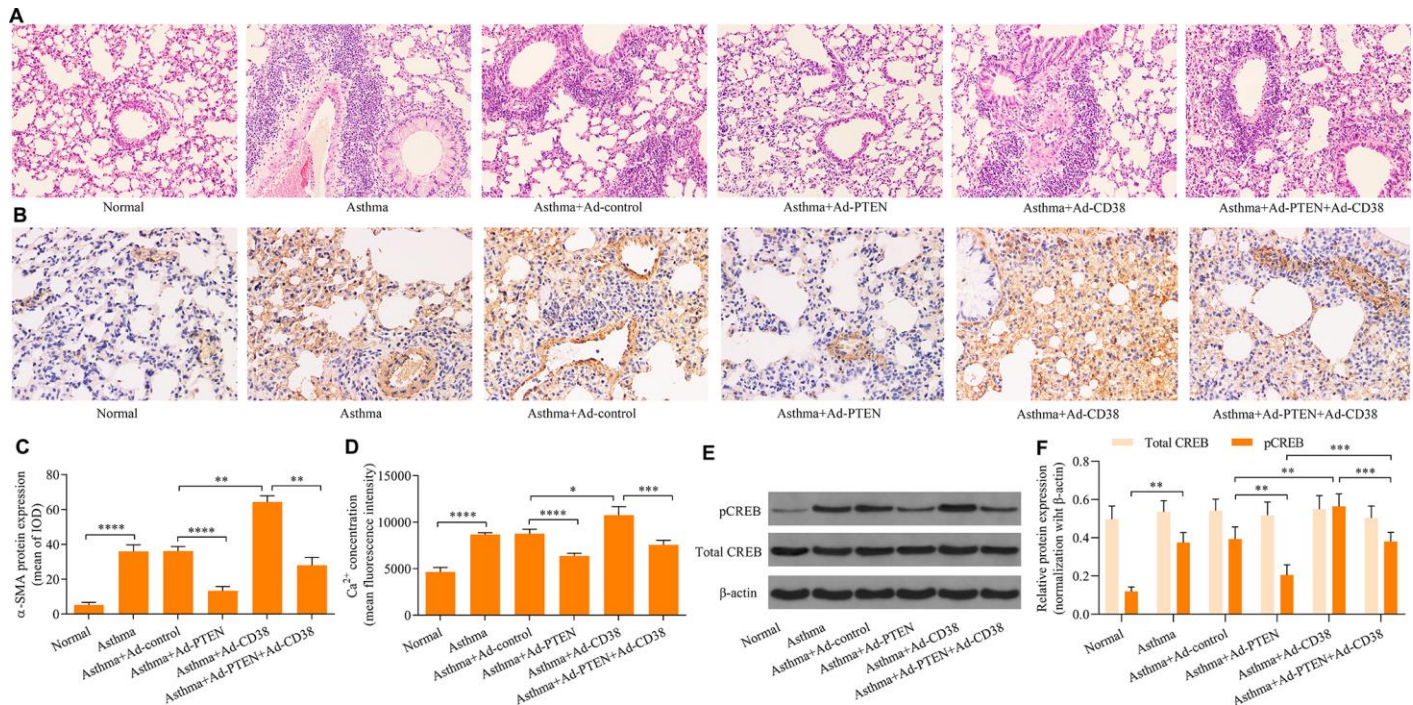 A
Normal
Asthma
Asthma+Ad-control
Asthma+Ad-PTEN
Asthma+Ad-CD38
Asthma+Ad-PTEN+Ad-CD38
B
Normal
Asthma
Asthma+Ad-control
Asthma+Ad-PTEN
Asthma+Ad-CD38
Asthma+Ad-PTEN+Ad-CD38
C
α-SMA protein expression
(mean of IOD)
80
60
40
20
0
****
****
**
**
Normal
Asthma
Asthma+Ad-control
Asthma+Ad-PTEN
Asthma+Ad-CD38
Asthma+Ad-PTEN+Ad-CD38
D
Ca²⁺ concentration
(mean fluorescence intensity)
15000
10000
5000
0
****
****
*
***
Normal
Asthma
Asthma+Ad-control
Asthma+Ad-PTEN
Asthma+Ad-CD38
Asthma+Ad-PTEN+Ad-CD38
E
pCREB
Total CREB
β-actin
Normal
Asthma
Asthma+Ad-control
Asthma+Ad-PTEN
Asthma+Ad-CD38
Asthma+Ad-PTEN+Ad-CD38
F
Total CREB
pCREB
Relative protein expression
(normalization wiht β-actin)
0.8
0.6
0.4
0.2
0.0
**
**
**
***
***
Normal
Asthma
Asthma+Ad-control
Asthma+Ad-PTEN
Asthma+Ad-CD38
Asthma+Ad-PTEN+Ad-CD38